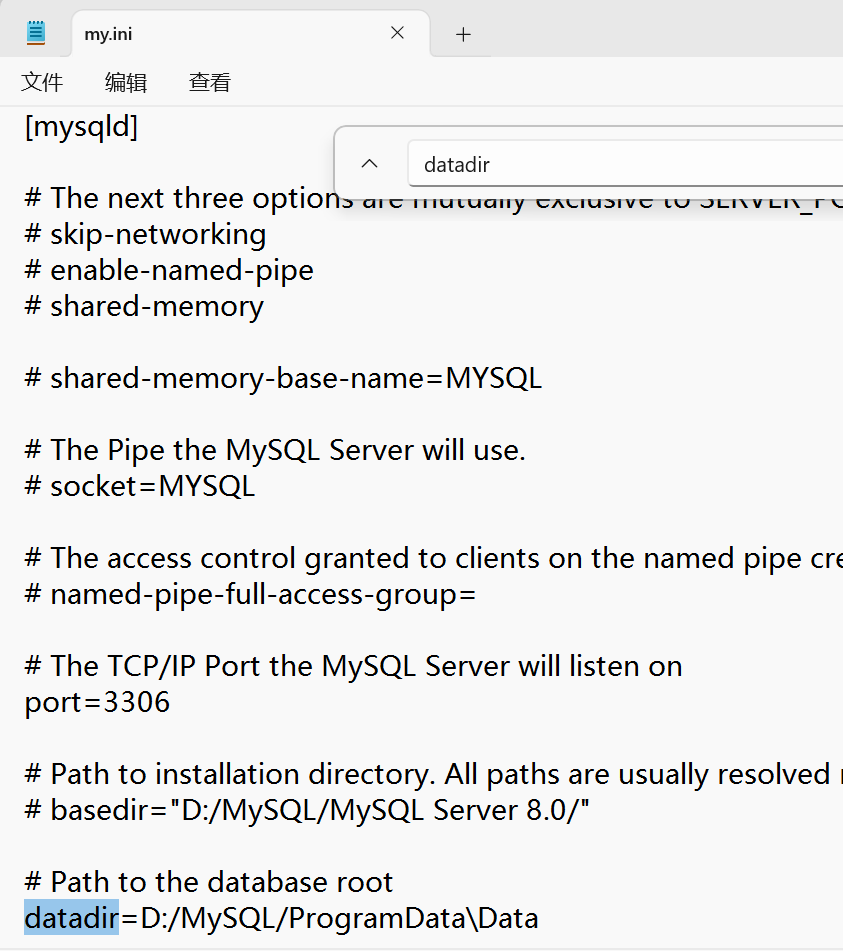 my.ini
文件 编辑 查看
[mysqld]
datadir
# The next three options are mutually exclusive to
# skip-networking
# enable-named-pipe
# shared-memory
# shared-memory-base-name=MYSQL
# The Pipe the MySQL Server will use.
# socket=MYSQL
# The access control granted to clients on the named pipe cre
# named-pipe-full-access-group=
# The TCP/IP Port the MySQL Server will listen on
port=3306
# Path to installation directory. All paths are usually resolved
# basedir="D:/MySQL/MySQL Server 8.0/"
# Path to the database root
datadir=D:/MySQL/ProgramData\Data